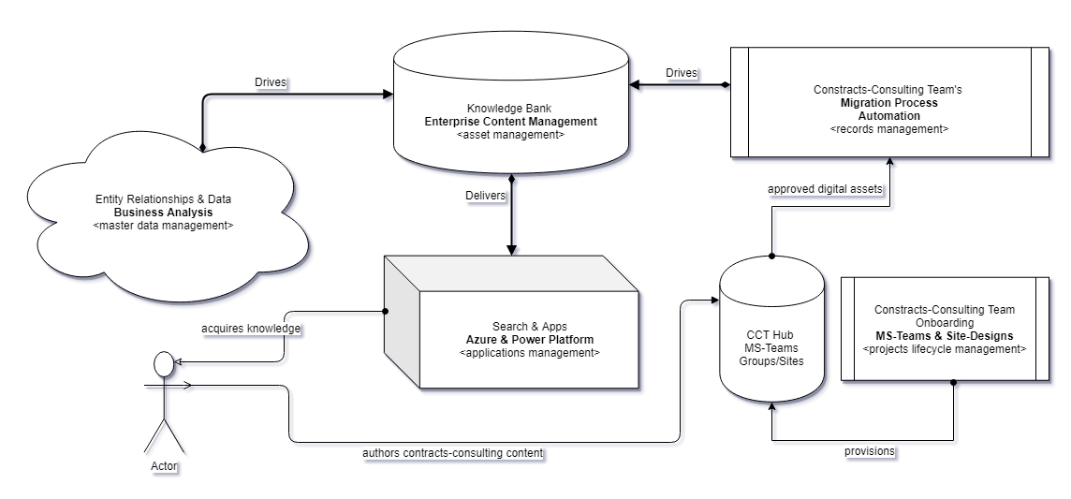 Drives
Knowledge Bank
Enterprise Content Management
<asset management>
Drives
Constracts-Consulting Team's
Migration Process
Automation
<records management>
Entity Relationships & Data
Business Analysis
<master data management>
Delivers
approved digital assets
Search & Apps
Azure & Power Platform
<applications management>
acquires knowledge
CCT Hub
MS-Teams
Groups/Sites
Constracts-Consulting Team
Onboarding
MS-Teams & Site-Designs
<projects lifecycle management>
Actor
authors contracts-consulting content
provisions